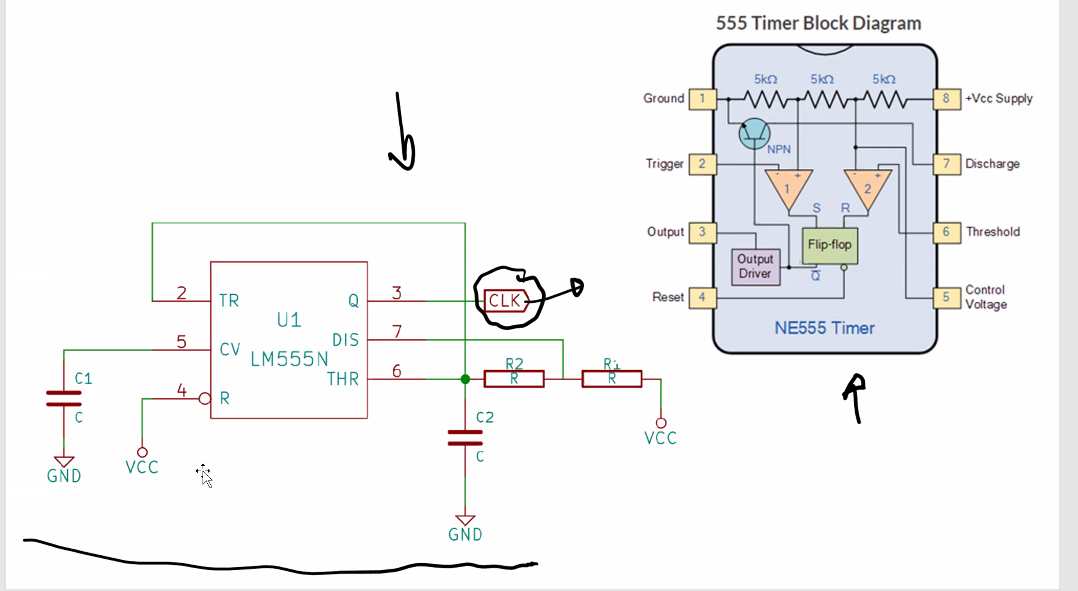 555 Timer Block Diagram
5kΩ 5kΩ 5kΩ
Ground 1
8 +Vcc Supply
NPN
Trigger 2
7 Discharge
- +
1
- +
2
S R
Output 3
6 Threshold
Flip-flop
Output
Driver
Q
Reset 4
5 Control
Voltage
NE555 Timer
2 TR
Q 3
CLK
U1
LM555N
5 CV
DIS 7
4 R
THR 6
R2
R
R1
R
C1
C
C2
C
VCC
VCC
GND
GND